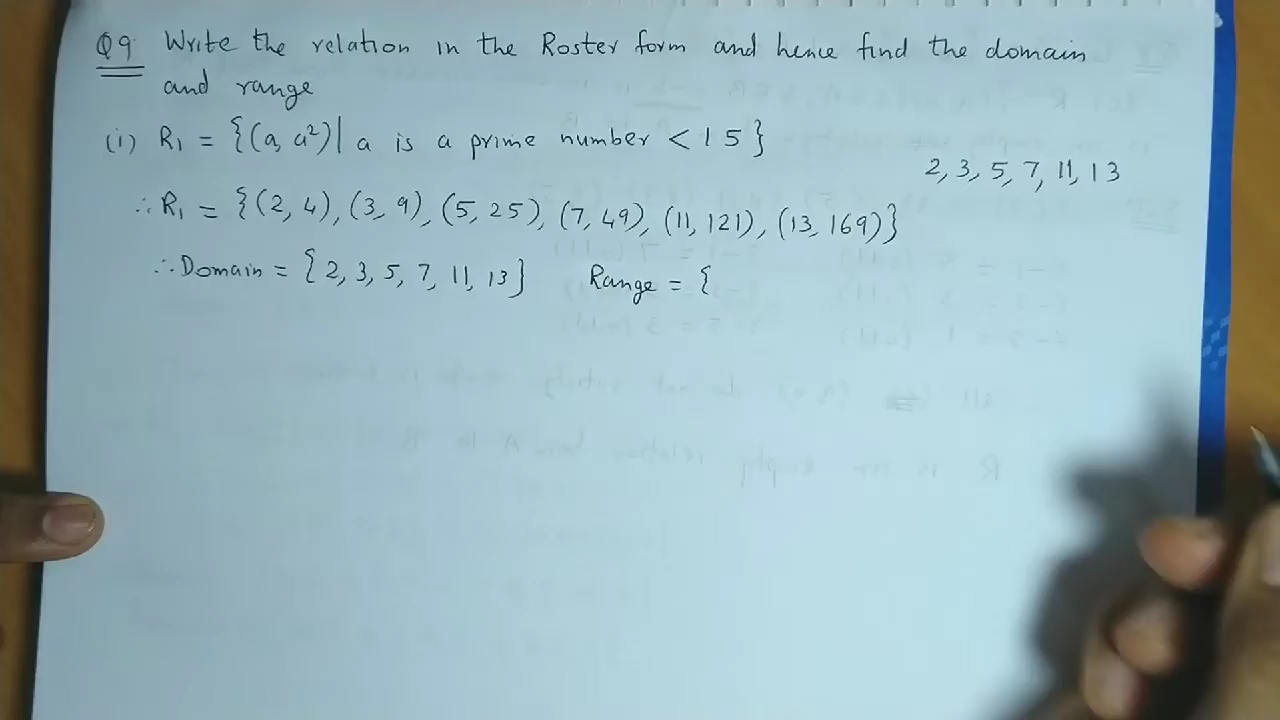 Q9 Write the relation in the Roster form and hence find the domain
and range
(i) R₁ = {(a, a²)| a is a prime number < 15}
2, 3, 5, 7, 11, 13
∴ R₁ = {(2, 4), (3, 9), (5, 25), (7, 49), (11, 121), (13, 169)}
∴ Domain = {2, 3, 5, 7, 11, 13} Range = {